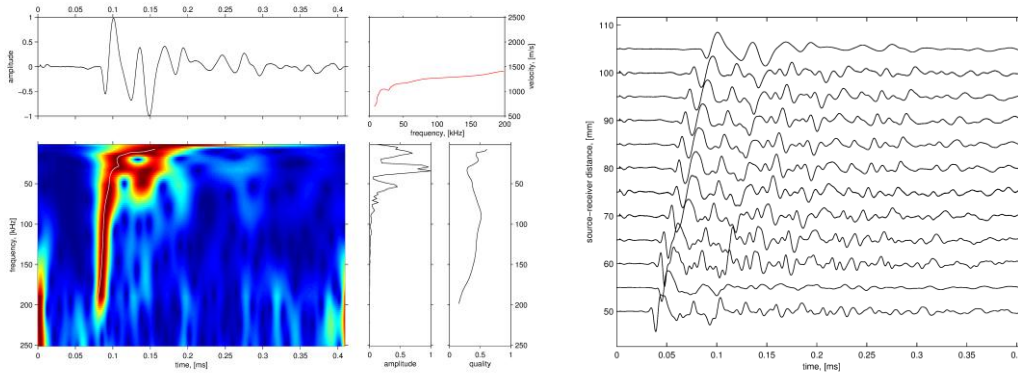 0 0.1 0.15 0.2 0.25 0.3 0.35 0.4
1
0.5
0
−0.5
−1
amplitude
2500
2000
1500
1000
500
velocity, [m/s]
0 50 100 150 200
frequency, [kHz]
50
100
150
200
250
frequency, [kHz]
0 0.1 0.15 0.2 0.25 0.3 0.35 0.4
time, [ms]
0 1
amplitude
50
100
150
200
250
0 0.5 1
quality
110
100
90
80
70
60
50
source−receiver distance, [mm]
0 0.05 0.1 0.15 0.2 0.25 0.3 0.35 0.4
time, [ms]